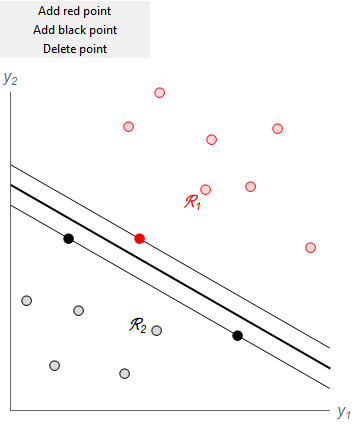 Add red point
Add black point
Delete point
y₂
ℛ₁
ℛ₂
y₁